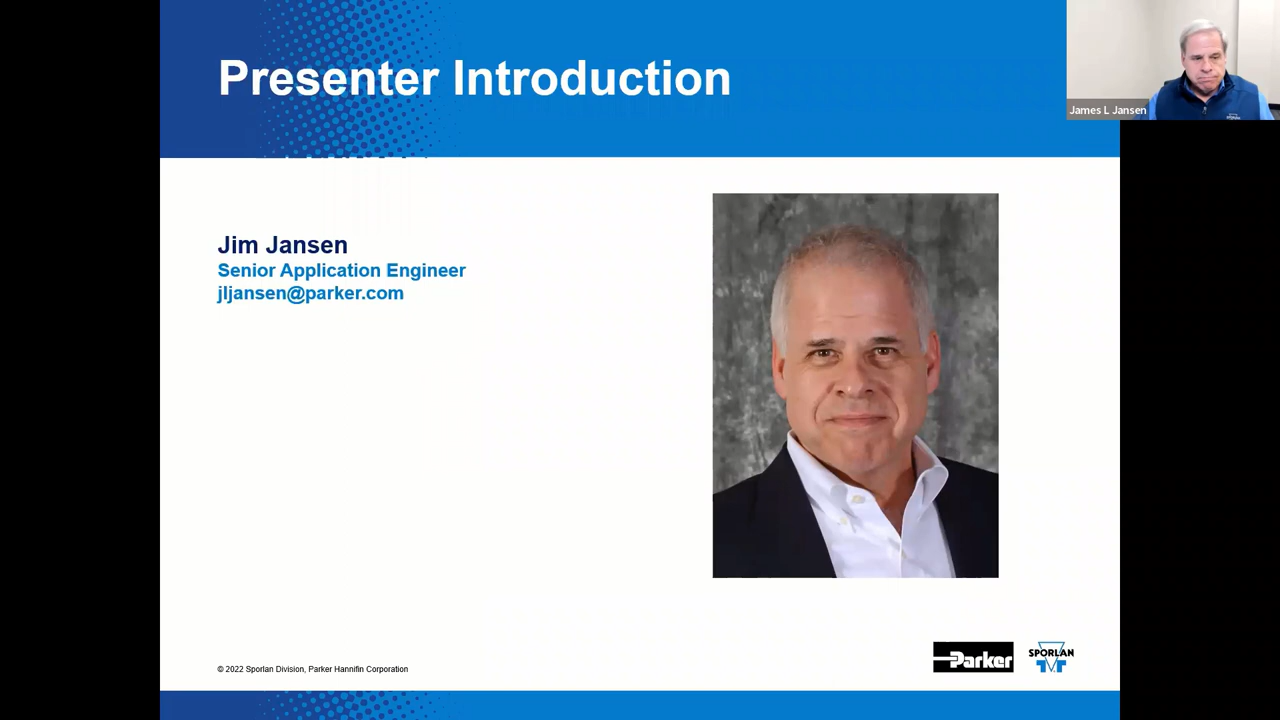 Presenter Introduction
James L Jansen
Jim Jansen
Senior Application Engineer
jljansen@parker.com
© 2022 Sporlan Division, Parker Hannifin Corporation
Parker
SPORLAN